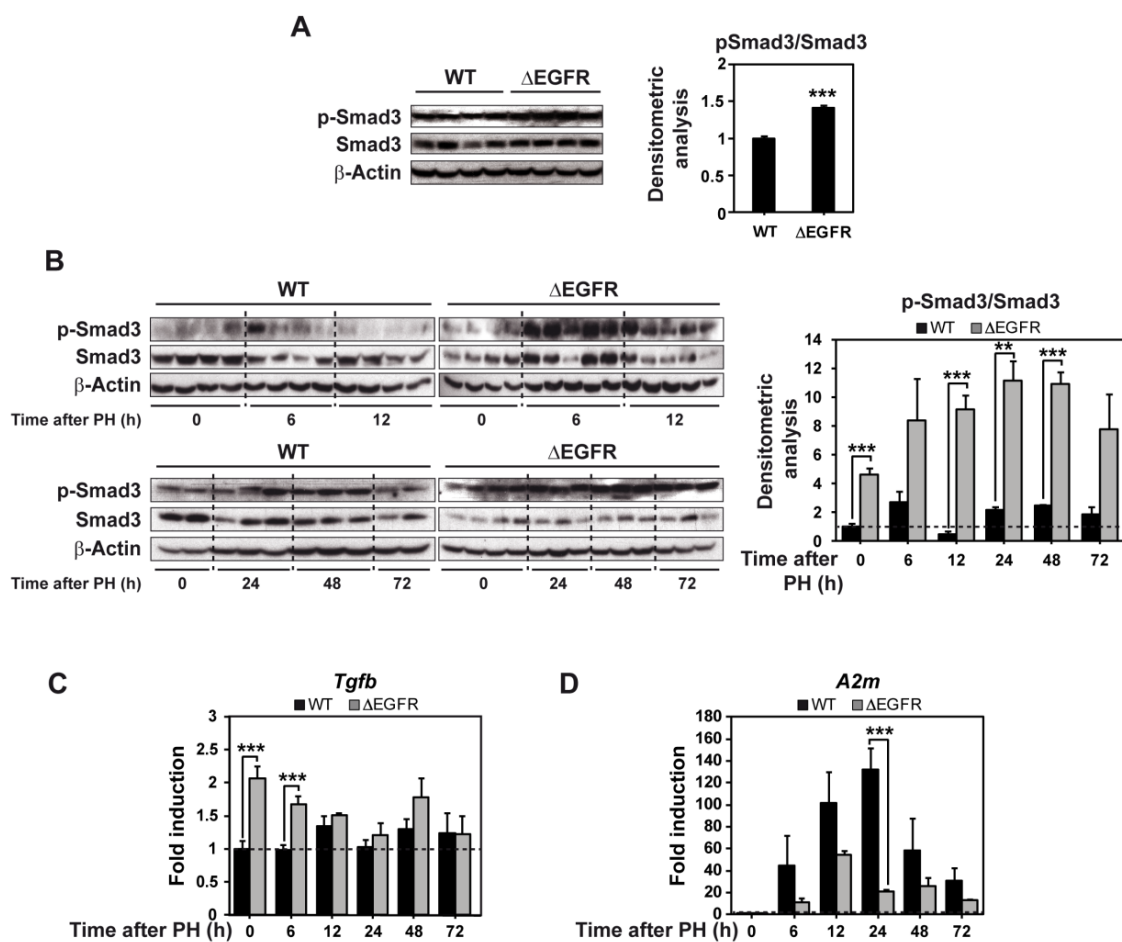 A
WT ΔEGFR
p-Smad3
Smad3
β-Actin
pSmad3/Smad3
Densitometric
analysis
2
1.5
1
0.5
0
***
WT ΔEGFR
B
WT ΔEGFR
p-Smad3
Smad3
β-Actin
Time after PH (h) 0 6 12 0 6 12
WT ΔEGFR
p-Smad3
Smad3
β-Actin
Time after PH (h) 0 24 48 72 0 24 48 72
p-Smad3/Smad3
WT ΔEGFR
Densitometric
analysis
14
12
10
8
6
4
2
0
*** *** ** ***
Time after
PH (h)
0 6 12 24 48 72
C
Tgfb
WT ΔEGFR
Fold induction
3
2.5
2
1.5
1
0.5
0
*** ***
Time after PH (h) 0 6 12 24 48 72
D
A2m
WT ΔEGFR
Fold induction
180
160
140
120
100
80
60
40
20
0
***
Time after PH (h) 0 6 12 24 48 72